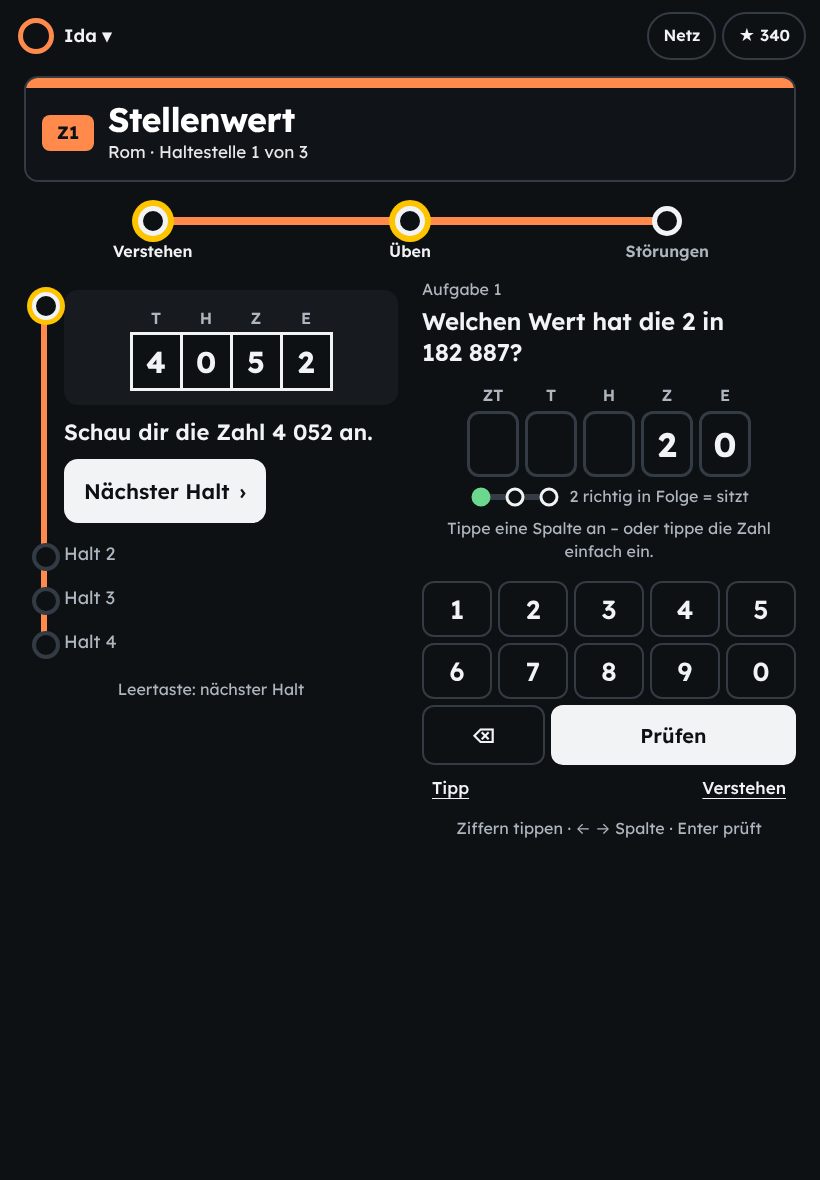 Ida ▾
Netz
★ 340
Z1
Stellenwert
Rom · Haltestelle 1 von 3
Verstehen
Üben
Störungen
T H Z E
4 0 5 2
Schau dir die Zahl 4 052 an.
Nächster Halt ›
Halt 2
Halt 3
Halt 4
Leertaste: nächster Halt
Aufgabe 1
Welchen Wert hat die 2 in
182 887?
ZT T H Z E
2 0
2 richtig in Folge = sitzt
Tippe eine Spalte an – oder tippe die Zahl
einfach ein.
1 2 3 4 5
6 7 8 9 0
Prüfen
Tipp
Verstehen
Ziffern tippen · ← → Spalte · Enter prüft